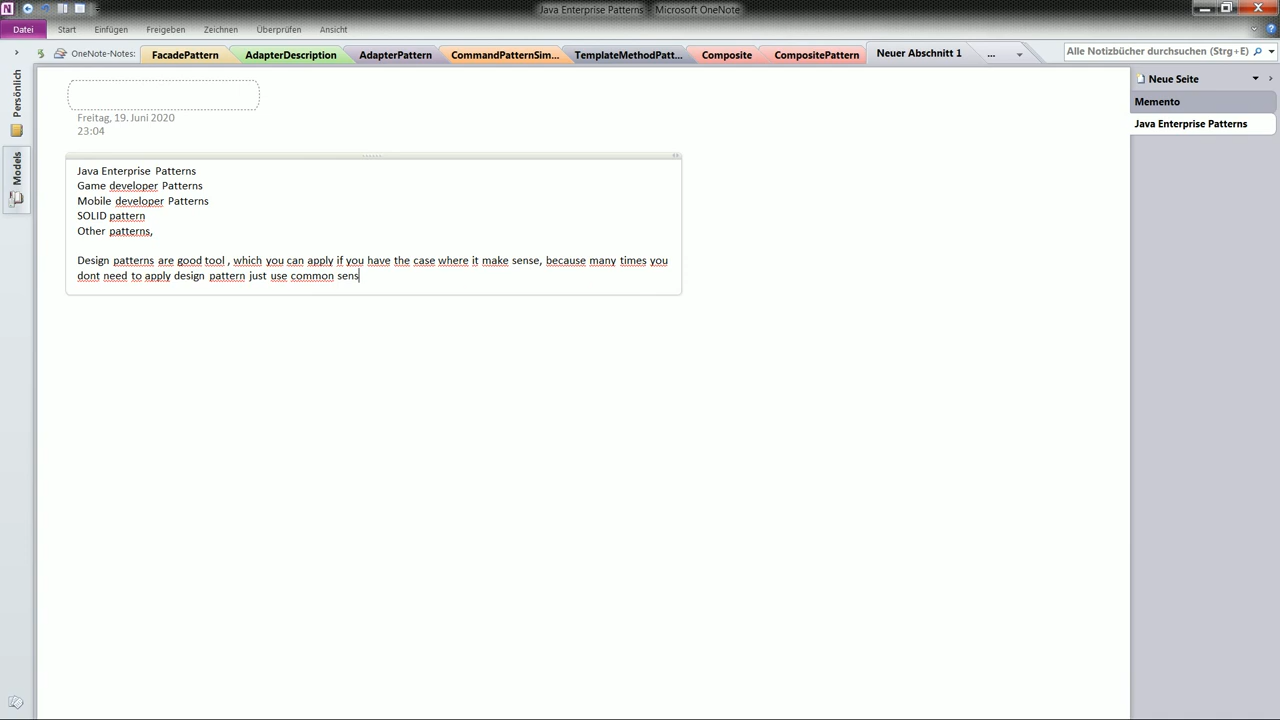 Java Enterprise Patterns - Microsoft OneNote
Datei Start Einfügen Freigeben Zeichnen Überprüfen Ansicht
OneNote-Notes: FacadePattern AdapterDescription AdapterPattern CommandPatternSim... TemplateMethodPatt... Composite CompositePattern Neuer Abschnitt 1 ... Alle Notizbücher durchsuchen (Strg+E)
Persönlich
Models
Neue Seite
Memento
Java Enterprise Patterns
Freitag, 19. Juni 2020
23:04
Java Enterprise Patterns
Game developer Patterns
Mobile developer Patterns
SOLID pattern
Other patterns,
Design patterns are good tool , which you can apply if you have the case where it make sense, because many times you
dont need to apply design pattern just use common sens